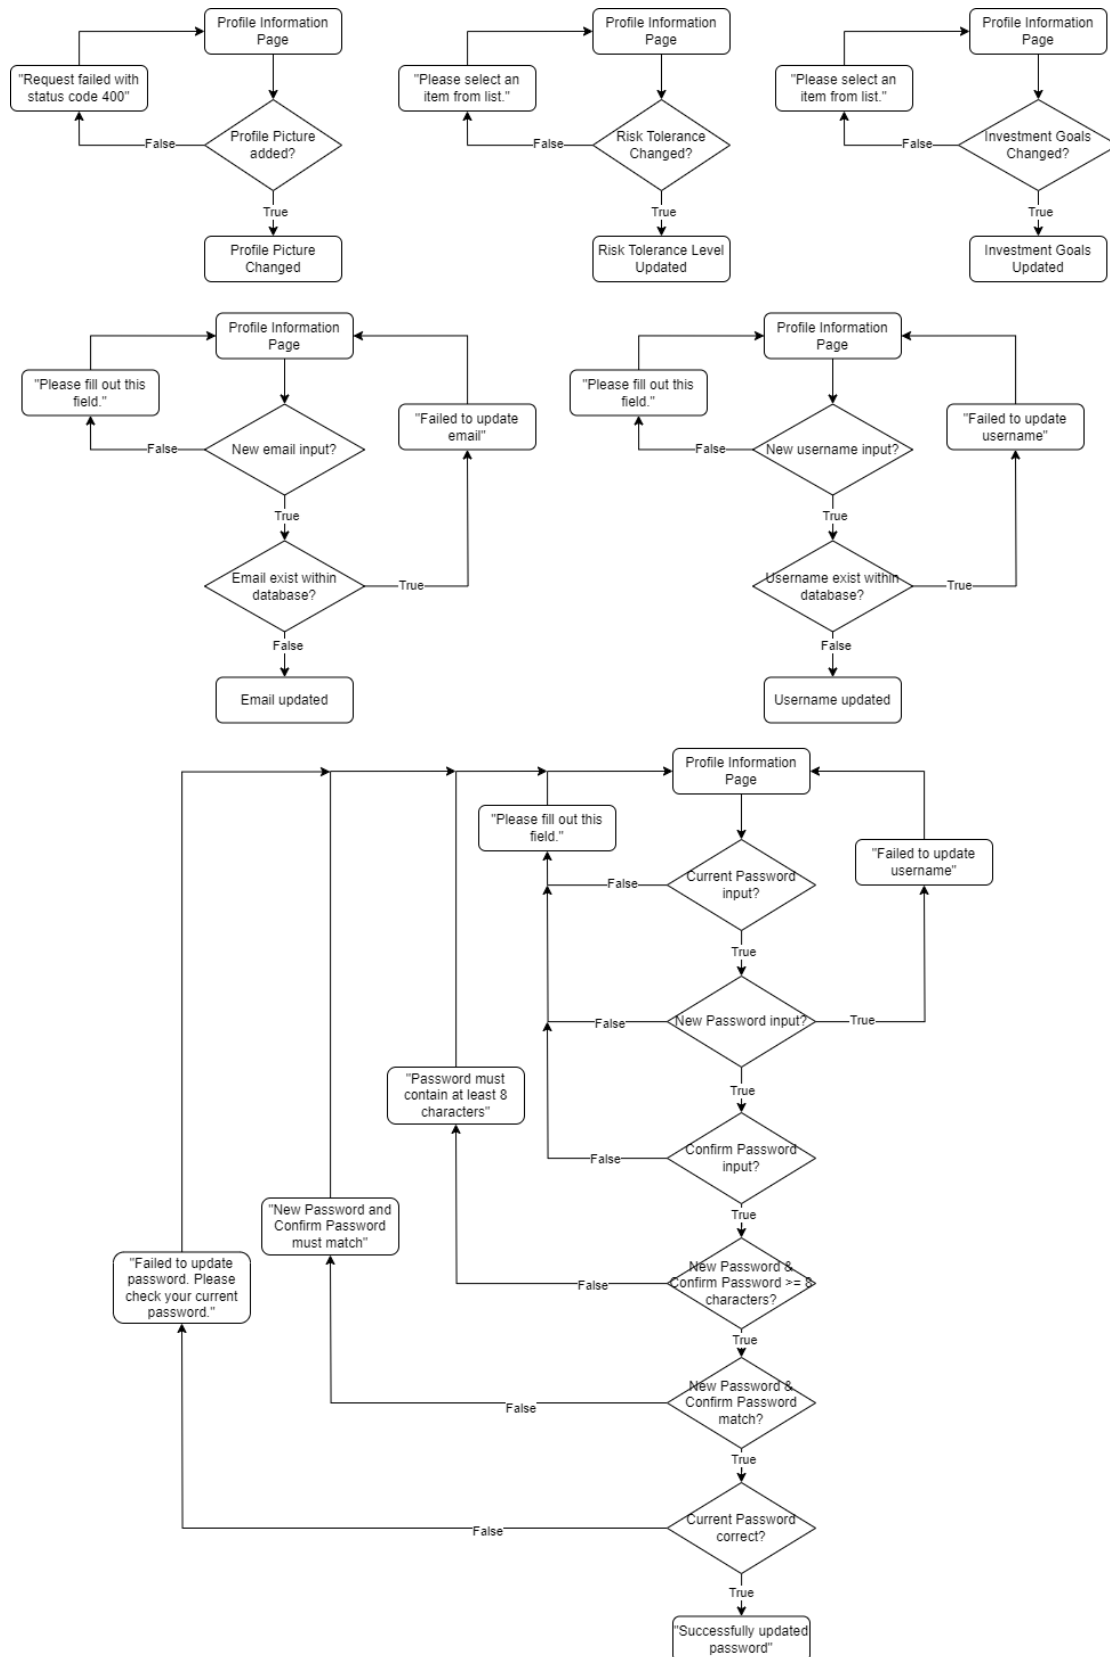 Profile Information
Page
"Request failed with
status code 400"
False
Profile Picture
added?
True
Profile Picture
Changed
Profile Information
Page
"Please select an
item from list."
False
Risk Tolerance
Changed?
True
Risk Tolerance Level
Updated
Profile Information
Page
"Please select an
item from list."
False
Investment Goals
Changed?
True
Investment Goals
Updated
Profile Information
Page
"Please fill out this
field."
"Failed to update
email"
False
New email input?
True
Email exist within
database?
True
False
Email updated
Profile Information
Page
"Please fill out this
field."
"Failed to update
username"
False
New username input?
True
Username exist within
database?
True
False
Username updated
Profile Information
Page
"Please fill out this
field."
"Failed to update
username"
False
Current Password
input?
True
False
New Password input?
True
True
"Password must
contain at least 8
characters"
False
Confirm Password
input?
True
"New Password and
Confirm Password
must match"
"Failed to update
password. Please
check your current
password."
False
New Password &
Confirm Password >= 8
characters?
True
False
New Password &
Confirm Password
match?
True
False
Current Password
correct?
True
"Successfully updated
password"